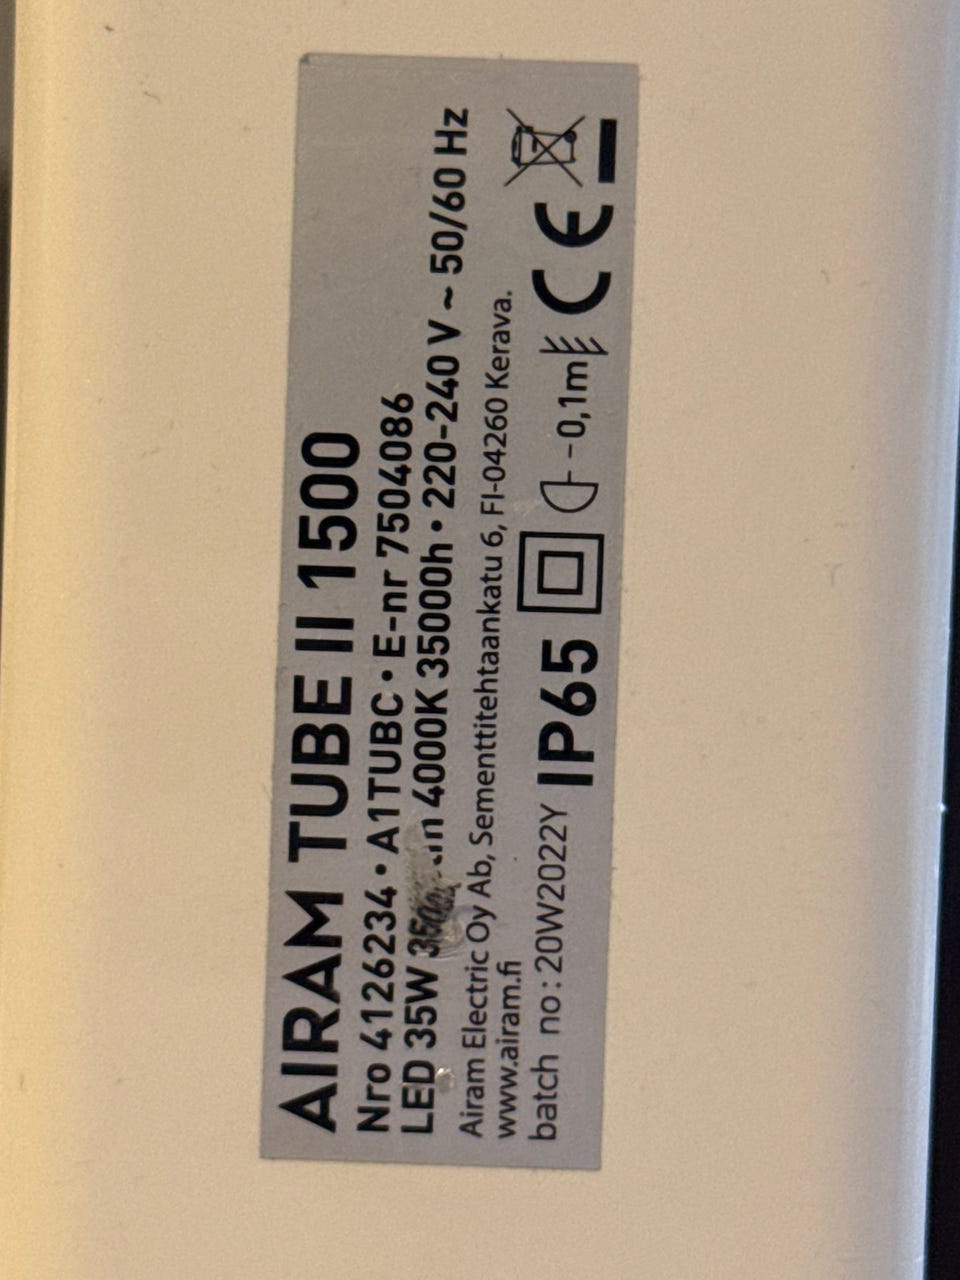 AIRAM TUBE II 1500
Nro 4126234 • A1TUBC • E-nr 7504086
LED 35W 4000K 35000h • 220-240 V ~ 50/60 Hz
Airam Electric Oy Ab, Sementtitehtaankatu 6, FI-04260 Kerava.
www.airam.fi
batch no: 20W2022Y IP65 -0,1m CE